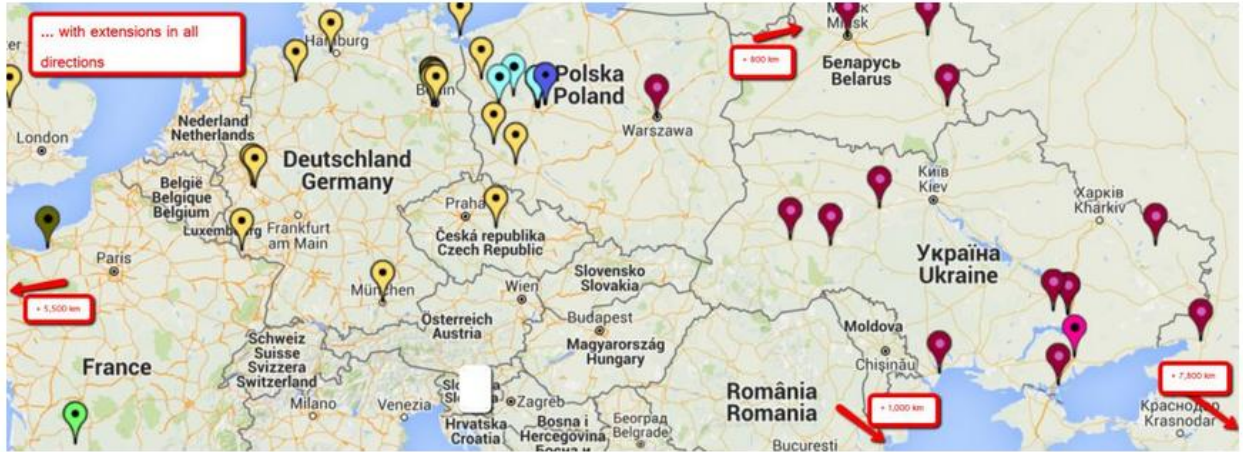 ... with extensions in all
directions
Hamburg
Polska
Poland
Беларусь
Belarus
+ 800 km
London
Nederland
Netherlands
Warszawa
Deutschland
Germany
België
Belgique
Belgium
Luxemburg
Frankfurt
am Main
Praha
Česká republika
Czech Republic
Київ
Kiev
Харків
Kharkiv
Україна
Ukraine
Paris
+ 5,500 km
München
Wien
Slovensko
Slovakia
Österreich
Austria
Budapest
Magyarország
Hungary
Moldova
Chișinău
Schweiz
Suisse
Svizzera
Switzerland
France
Milano
Venezia
Zagreb
Hrvatska
Croatia
Bosna i
Hercegovina
Београд
Belgrade
România
Romania
București
+ 1,000 km
+ 7,800 km
Краснодар
Krasnodar